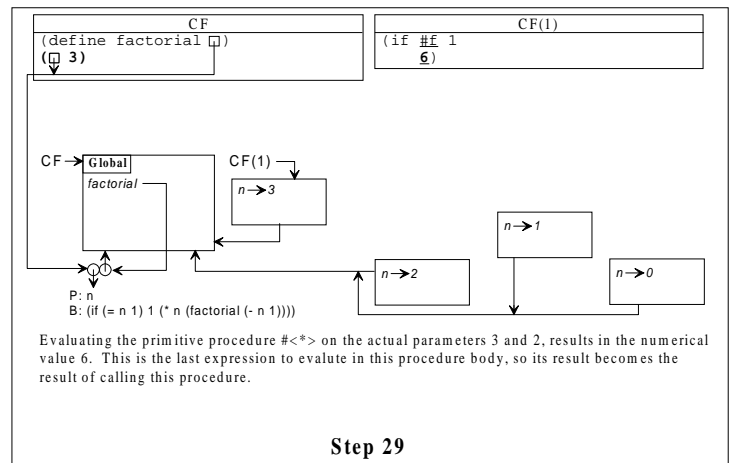 CF
(define factorial )
( 3)
CF(1)
(if #f 1
6)
CF
Global
factorial
CF(1)
n 3
n 1
n 2
n 0
P: n
B: (if (= n 1) 1 (* n (factorial (- n 1))))
Evaluating the primitive procedure #<*> on the actual parameters 3 and 2, results in the numerical
value 6. This is the last expression to evalute in this procedure body, so its result becomes the
result of calling this procedure.
Step 29